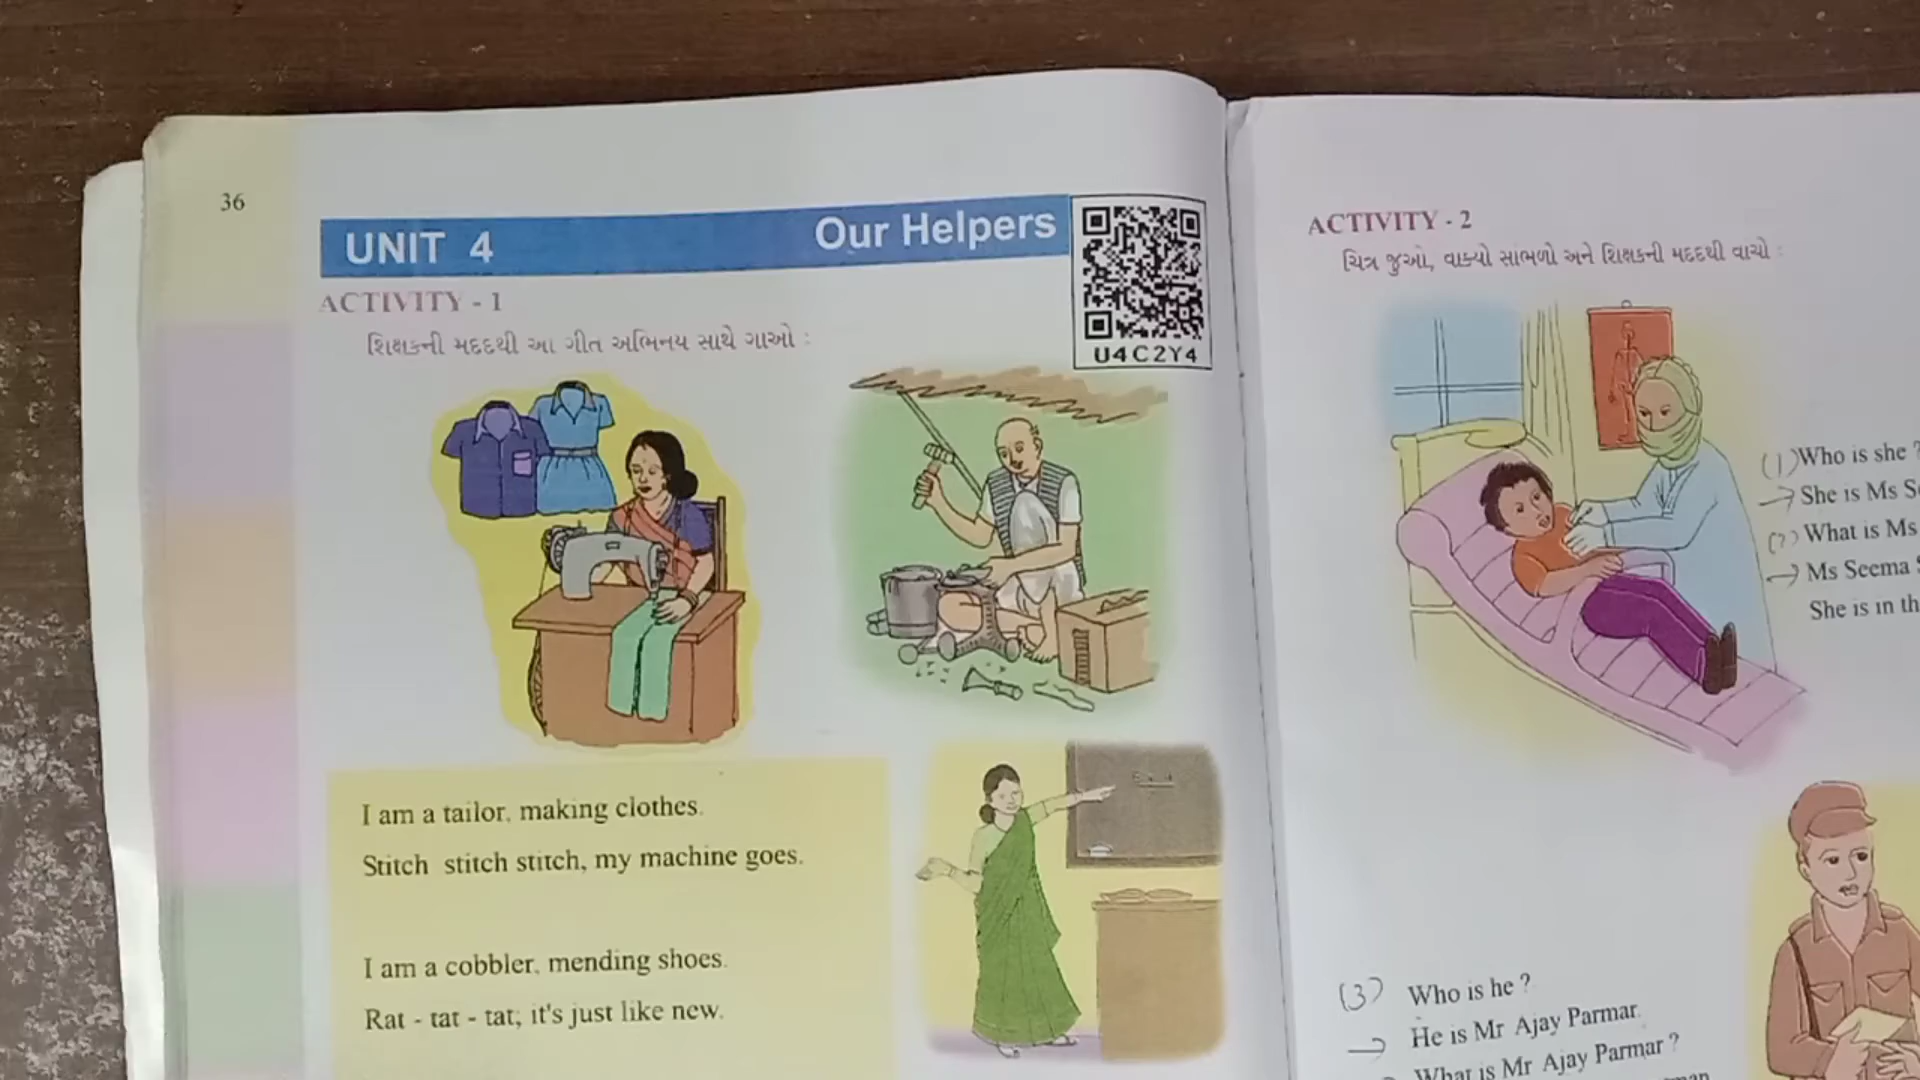 36
UNIT 4 Our Helpers
U4C2Y4
ACTIVITY - 1
શિક્ષકની મદદથી આ ગીત અભિનય સાથે ગાઓ :
I am a tailor, making clothes.
Stitch stitch stitch, my machine goes.
I am a cobbler, mending shoes.
Rat - tat - tat; it's just like new.
ACTIVITY - 2
ચિત્ર જુઓ, વાક્યો સાંભળો અને શિક્ષકની મદદથી વાચો :
(1) Who is she ?
She is Ms
(2) What is Ms
Ms Seema
She is in
(3) Who is he ?
He is Mr Ajay Parmar.
What is Mr Ajay Parmar ?